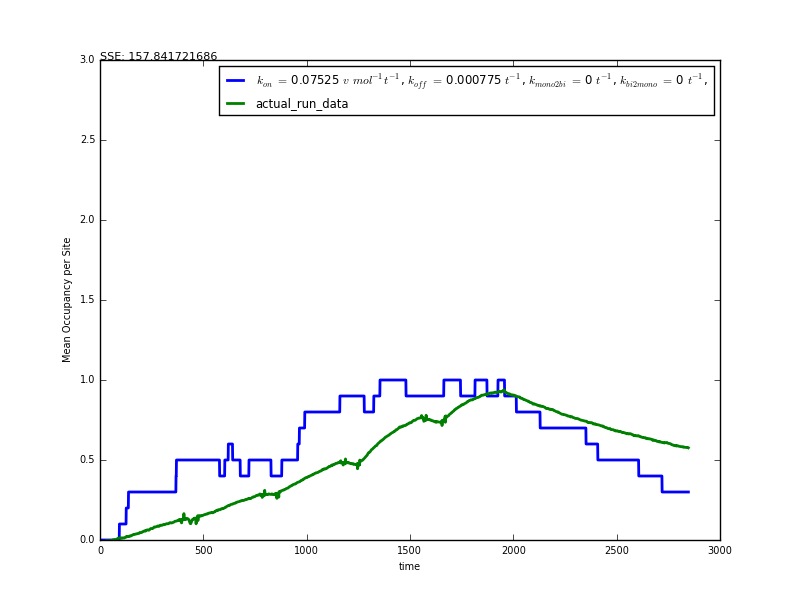 SSE: 157.841721686
3.0
k_on = 0.07525 v mol^-1 t^-1, k_off = 0.000775 t^-1, k_mono2bi = 0 t^-1, k_bi2mono = 0 t^-1,
actual_run_data
2.5
2.0
Mean Occupancy per Site
1.5
1.0
0.5
0.0
0 500 1000 1500 2000 2500 3000
time